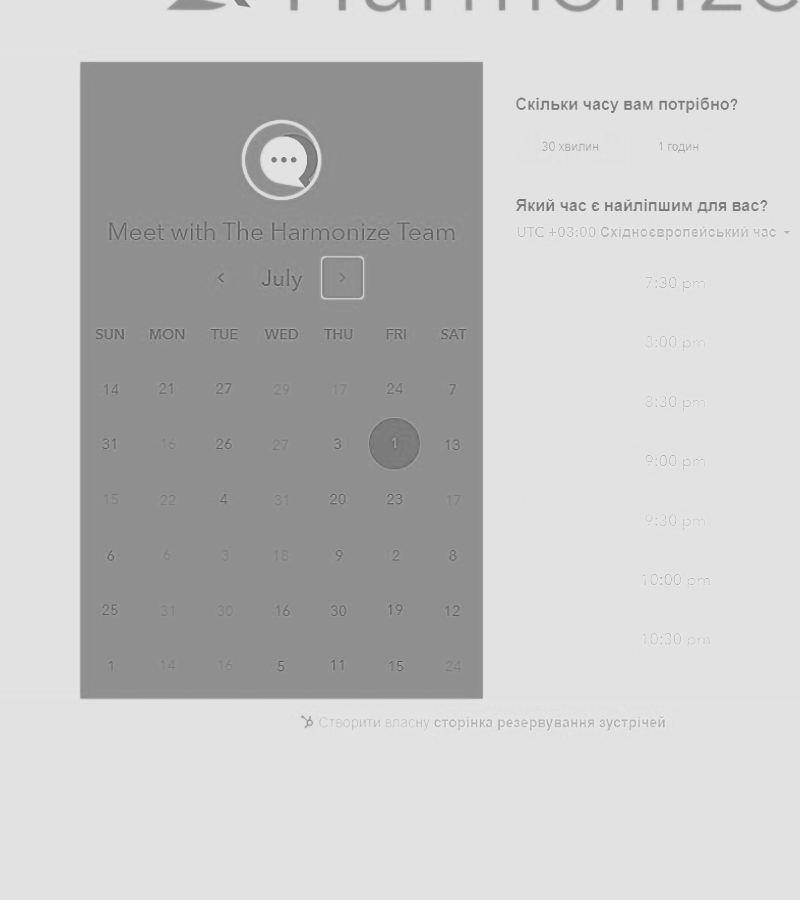 Harmonize
Meet with The Harmonize Team
July
SUN MON TUE WED THU FRI SAT
14 21 27 29 17 24 7
31 16 26 27 3 1 13
15 22 4 31 20 23 17
6 6 3 18 9 2 8
25 31 30 16 30 19 12
1 14 16 5 11 15 24
Скільки часу вам потрібно?
30 хвилин 1 годин
Який час є найліпшим для вас?
UTC +03:00 Східноєвропейський час
7:30 pm
8:00 pm
8:30 pm
9:00 pm
9:30 pm
10:00 pm
10:30 pm
Створити власну сторінка резервування зустрічей